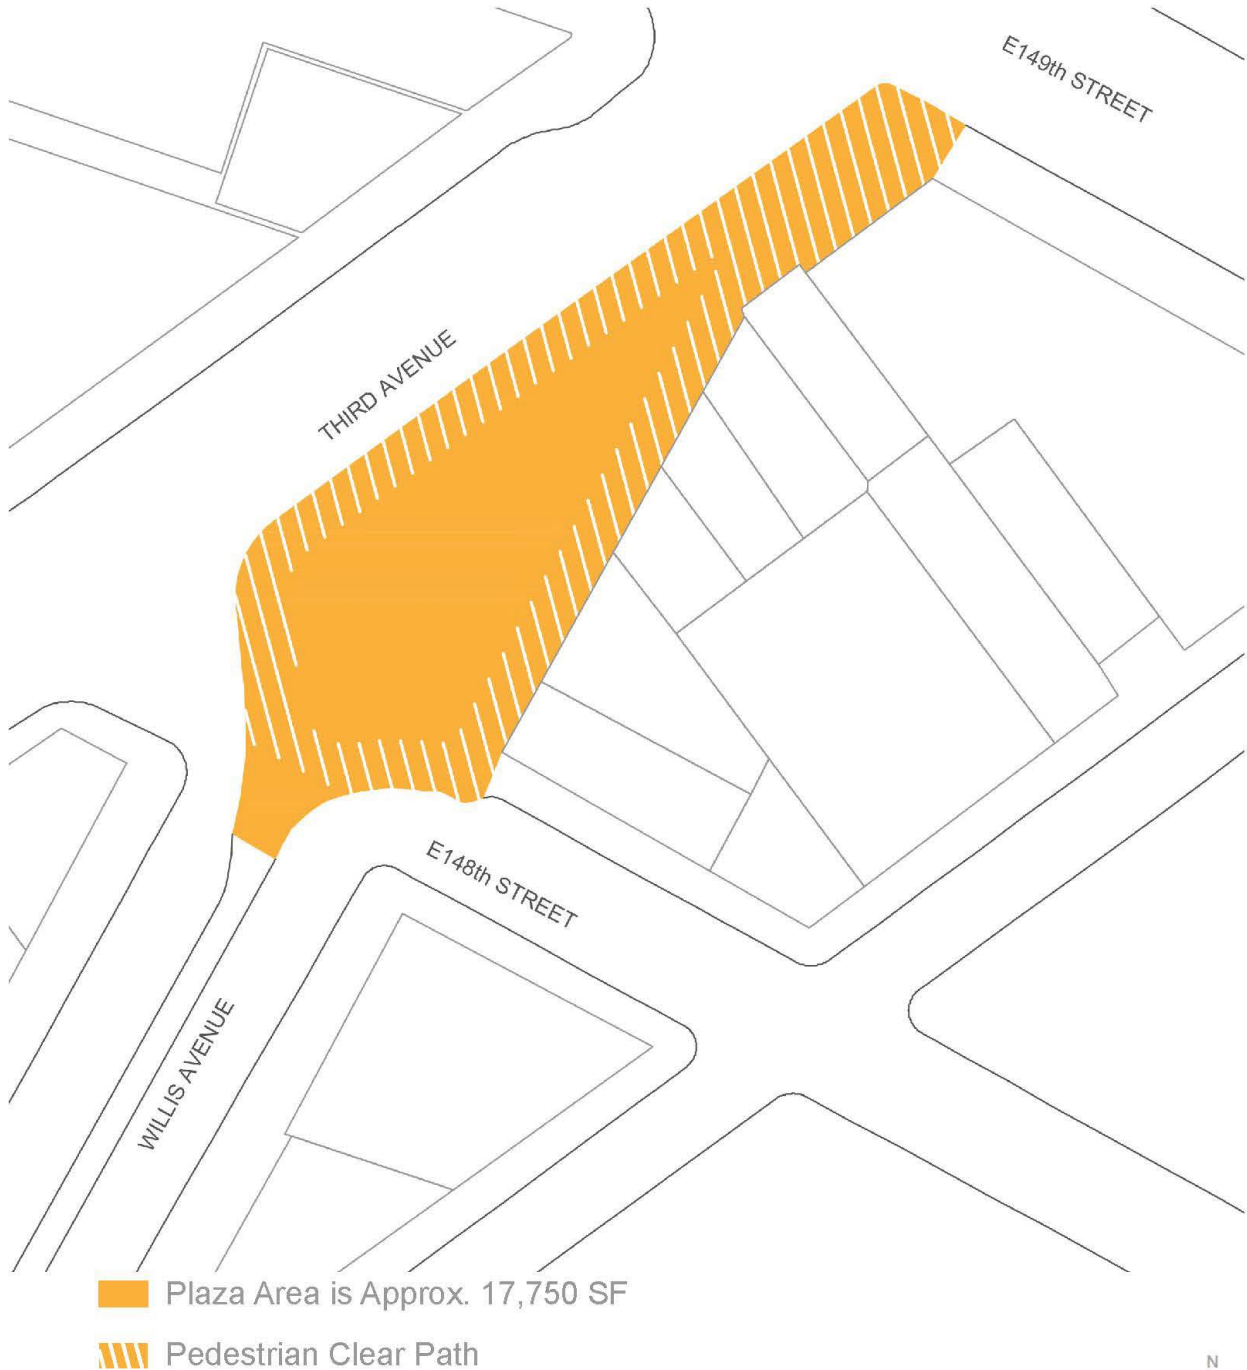 E149th STREET
THIRD AVENUE
E148th STREET
WILLIS AVENUE
Plaza Area is Approx. 17,750 SF
Pedestrian Clear Path
N